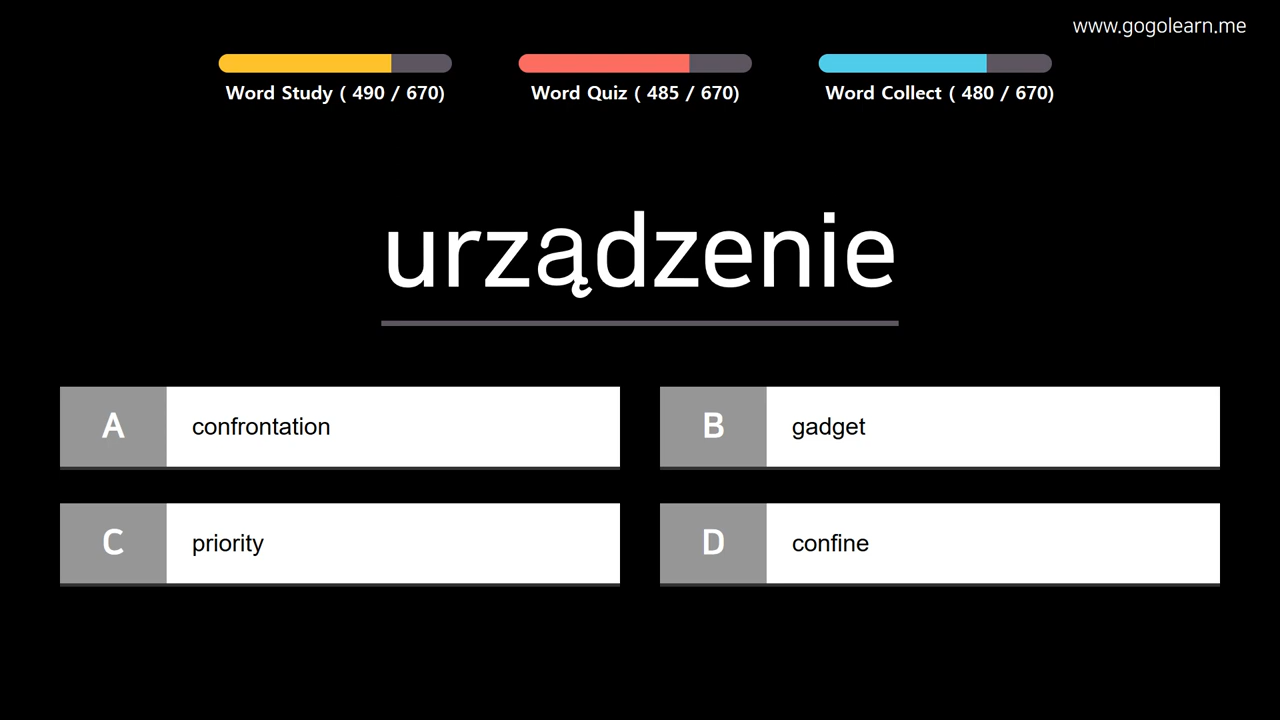 www.gogolearn.me
Word Study ( 490 / 670)
Word Quiz ( 485 / 670)
Word Collect ( 480 / 670)
urządzenie
A confrontation
B gadget
C priority
D confine